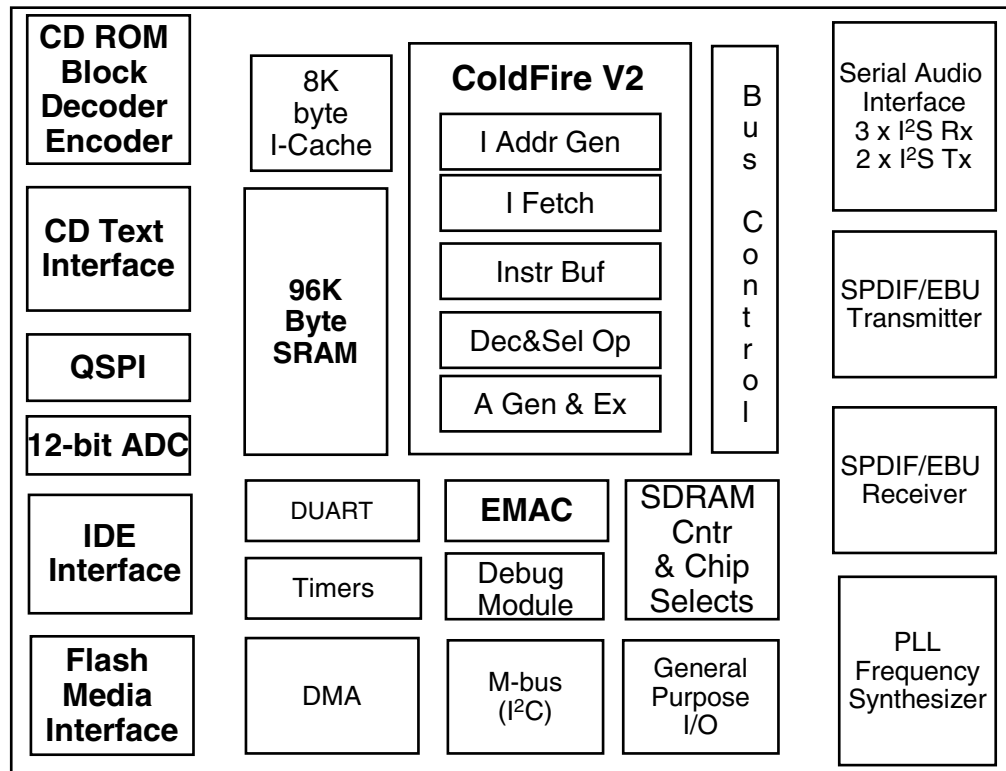 CD ROM
Block
Decoder
Encoder
CD Text
Interface
QSPI
12-bit ADC
IDE
Interface
Flash
Media
Interface
8K
byte
I-Cache
96K
Byte
SRAM
ColdFire V2
I Addr Gen
I Fetch
Instr Buf
Dec&Sel Op
A Gen & Ex
Bus Control
DUART
EMAC
SDRAM
Cntr
& Chip
Selects
Timers
Debug
Module
DMA
M-bus
(I²C)
General
Purpose
I/O
Serial Audio
Interface
3 x I²S Rx
2 x I²S Tx
SPDIF/EBU
Transmitter
SPDIF/EBU
Receiver
PLL
Frequency
Synthesizer